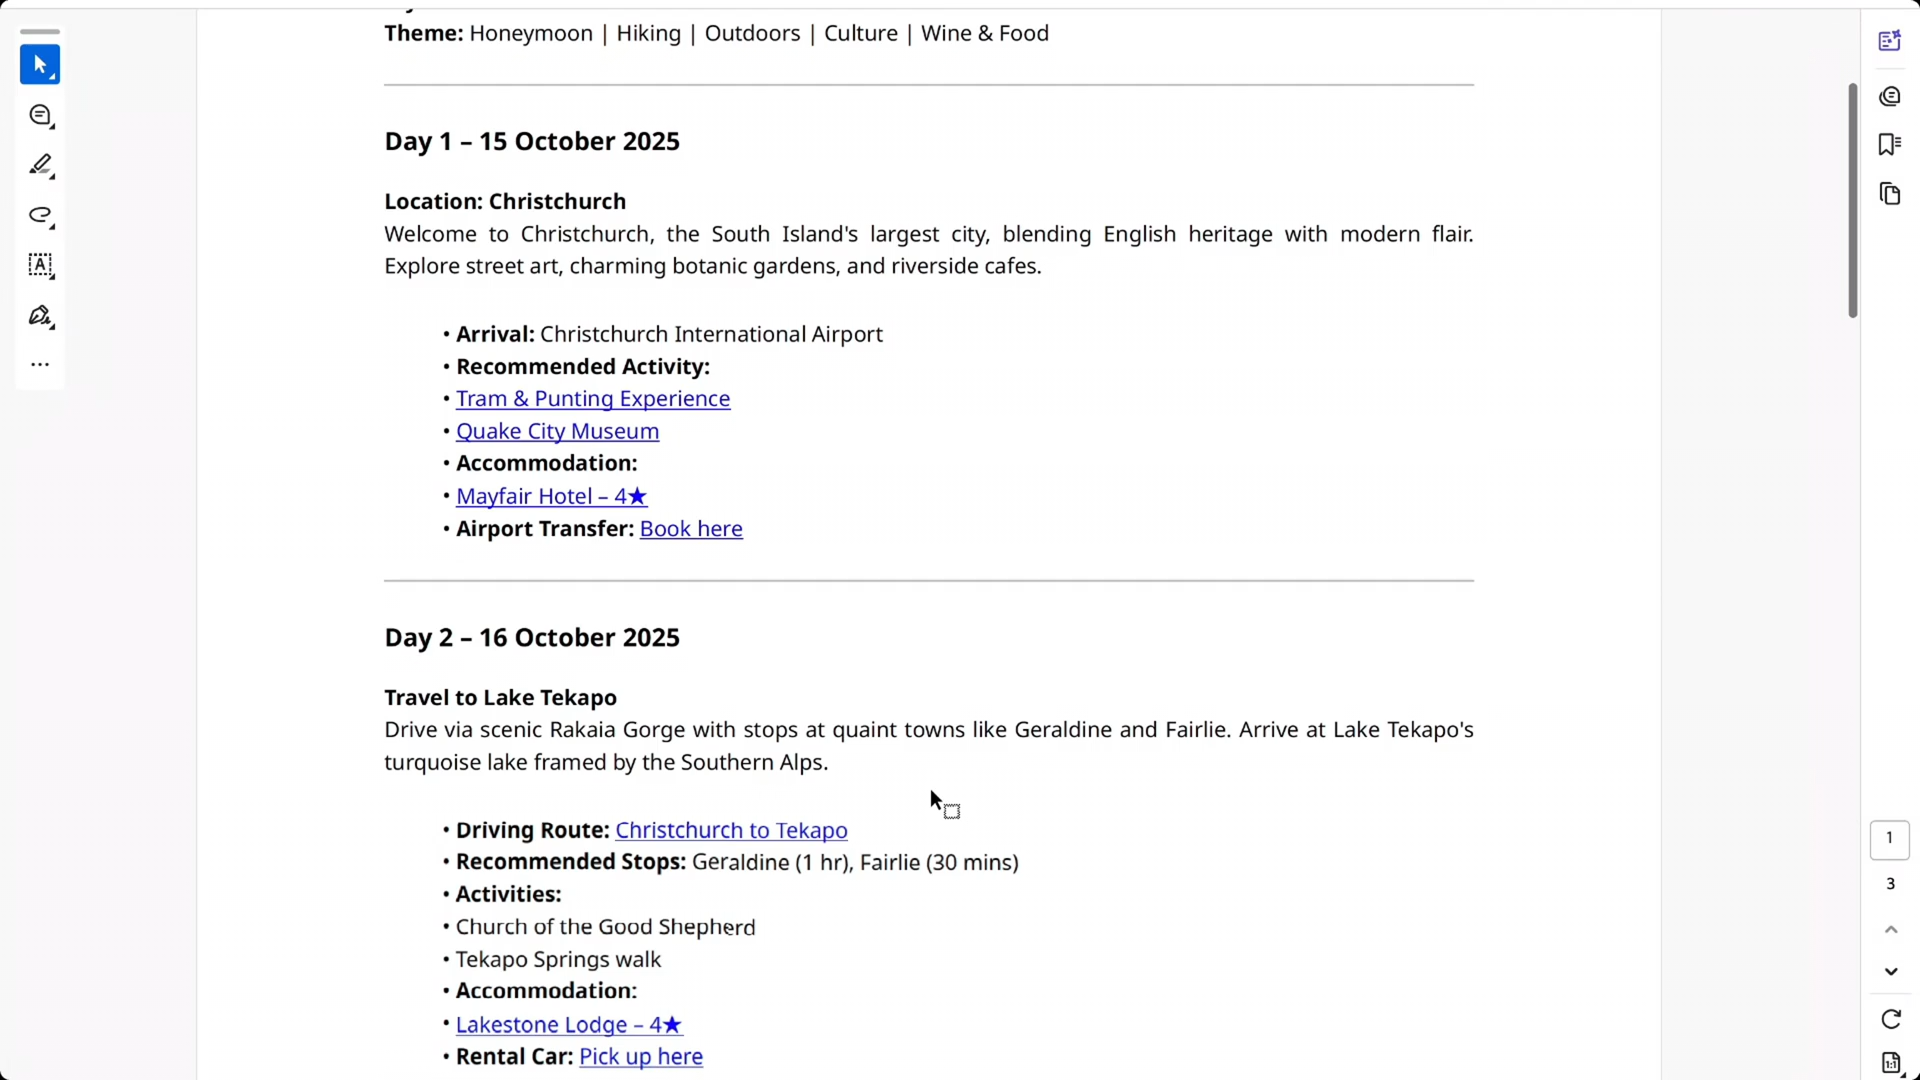 Theme: Honeymoon | Hiking | Outdoors | Culture | Wine & Food
Day 1 – 15 October 2025
Location: Christchurch
Welcome to Christchurch, the South Island's largest city, blending English heritage with modern flair.
Explore street art, charming botanic gardens, and riverside cafes.
• Arrival: Christchurch International Airport
• Recommended Activity:
• Tram & Punting Experience
• Quake City Museum
• Accommodation:
• Mayfair Hotel – 4★
• Airport Transfer: Book here
Day 2 – 16 October 2025
Travel to Lake Tekapo
Drive via scenic Rakaia Gorge with stops at quaint towns like Geraldine and Fairlie. Arrive at Lake Tekapo's
turquoise lake framed by the Southern Alps.
• Driving Route: Christchurch to Tekapo
• Recommended Stops: Geraldine (1 hr), Fairlie (30 mins)
• Activities:
• Church of the Good Shepherd
• Tekapo Springs walk
• Accommodation:
• Lakestone Lodge – 4★
• Rental Car: Pick up here
1
3
1:1